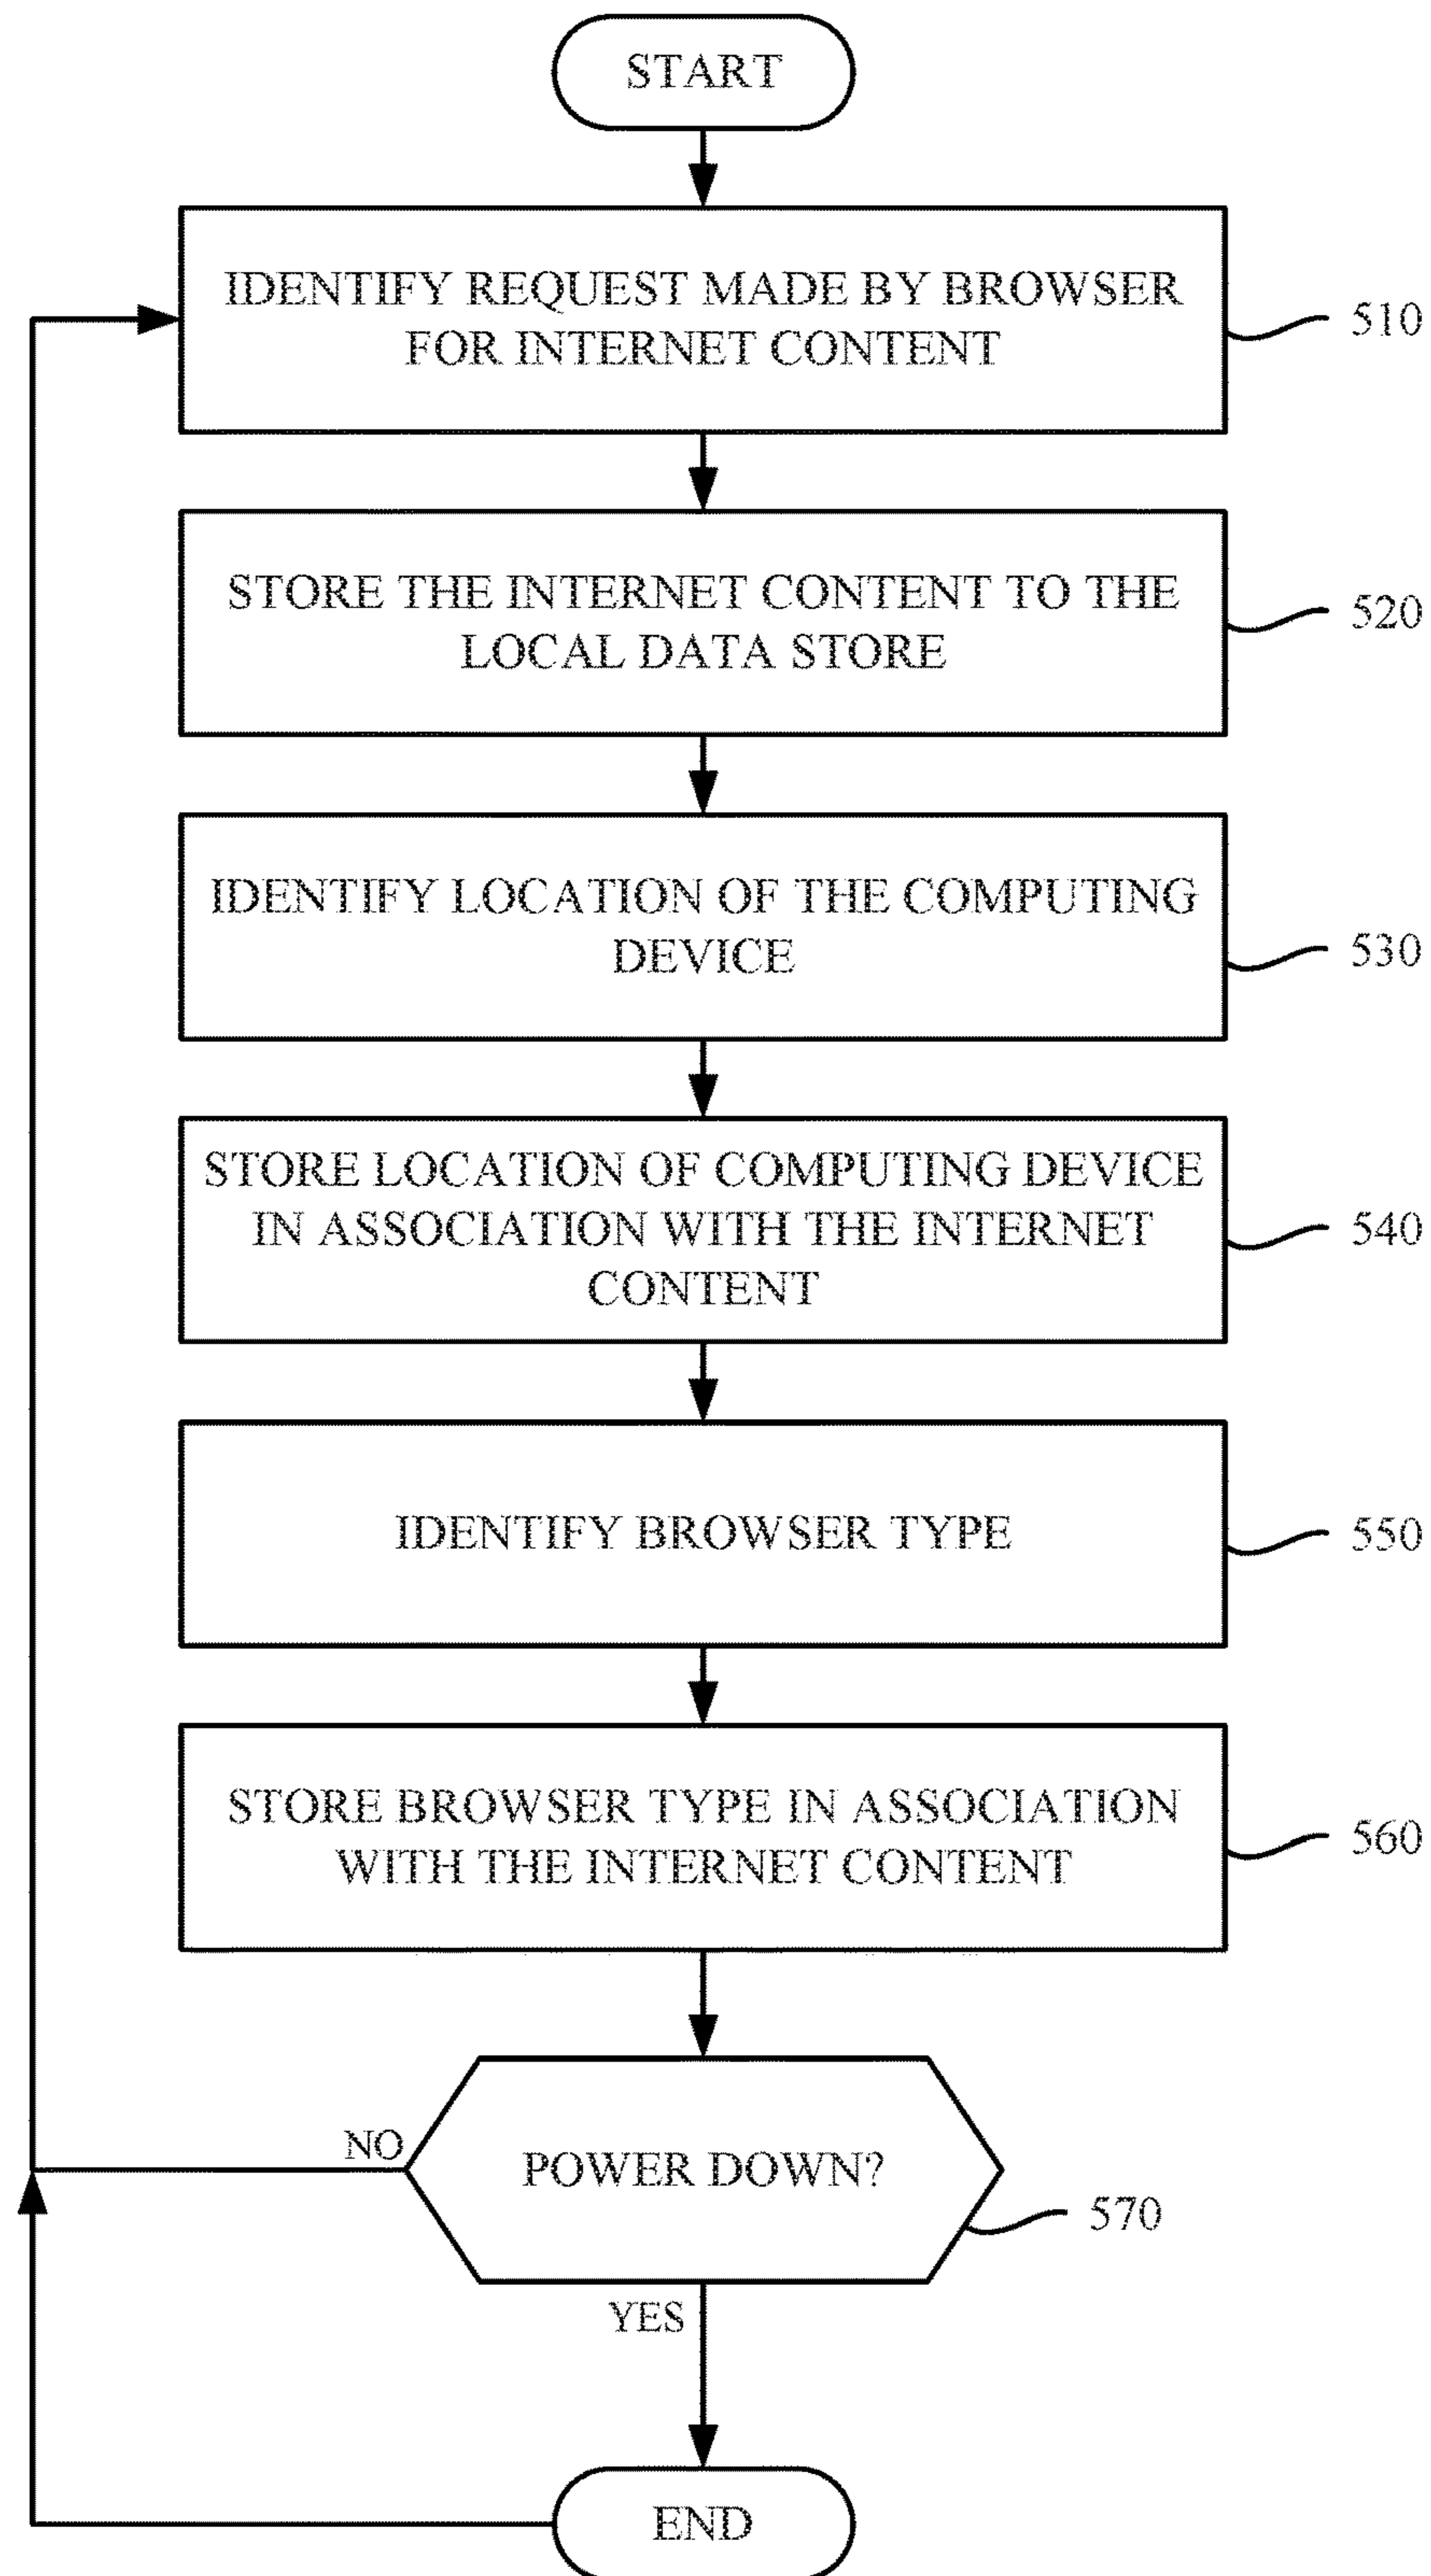 START
IDENTIFY REQUEST MADE BY BROWSER
FOR INTERNET CONTENT
510
STORE THE INTERNET CONTENT TO THE
LOCAL DATA STORE
520
IDENTIFY LOCATION OF THE COMPUTING
DEVICE
530
STORE LOCATION OF COMPUTING DEVICE
IN ASSOCIATION WITH THE INTERNET
CONTENT
540
IDENTIFY BROWSER TYPE
550
STORE BROWSER TYPE IN ASSOCIATION
WITH THE INTERNET CONTENT
560
NO
POWER DOWN?
570
YES
END